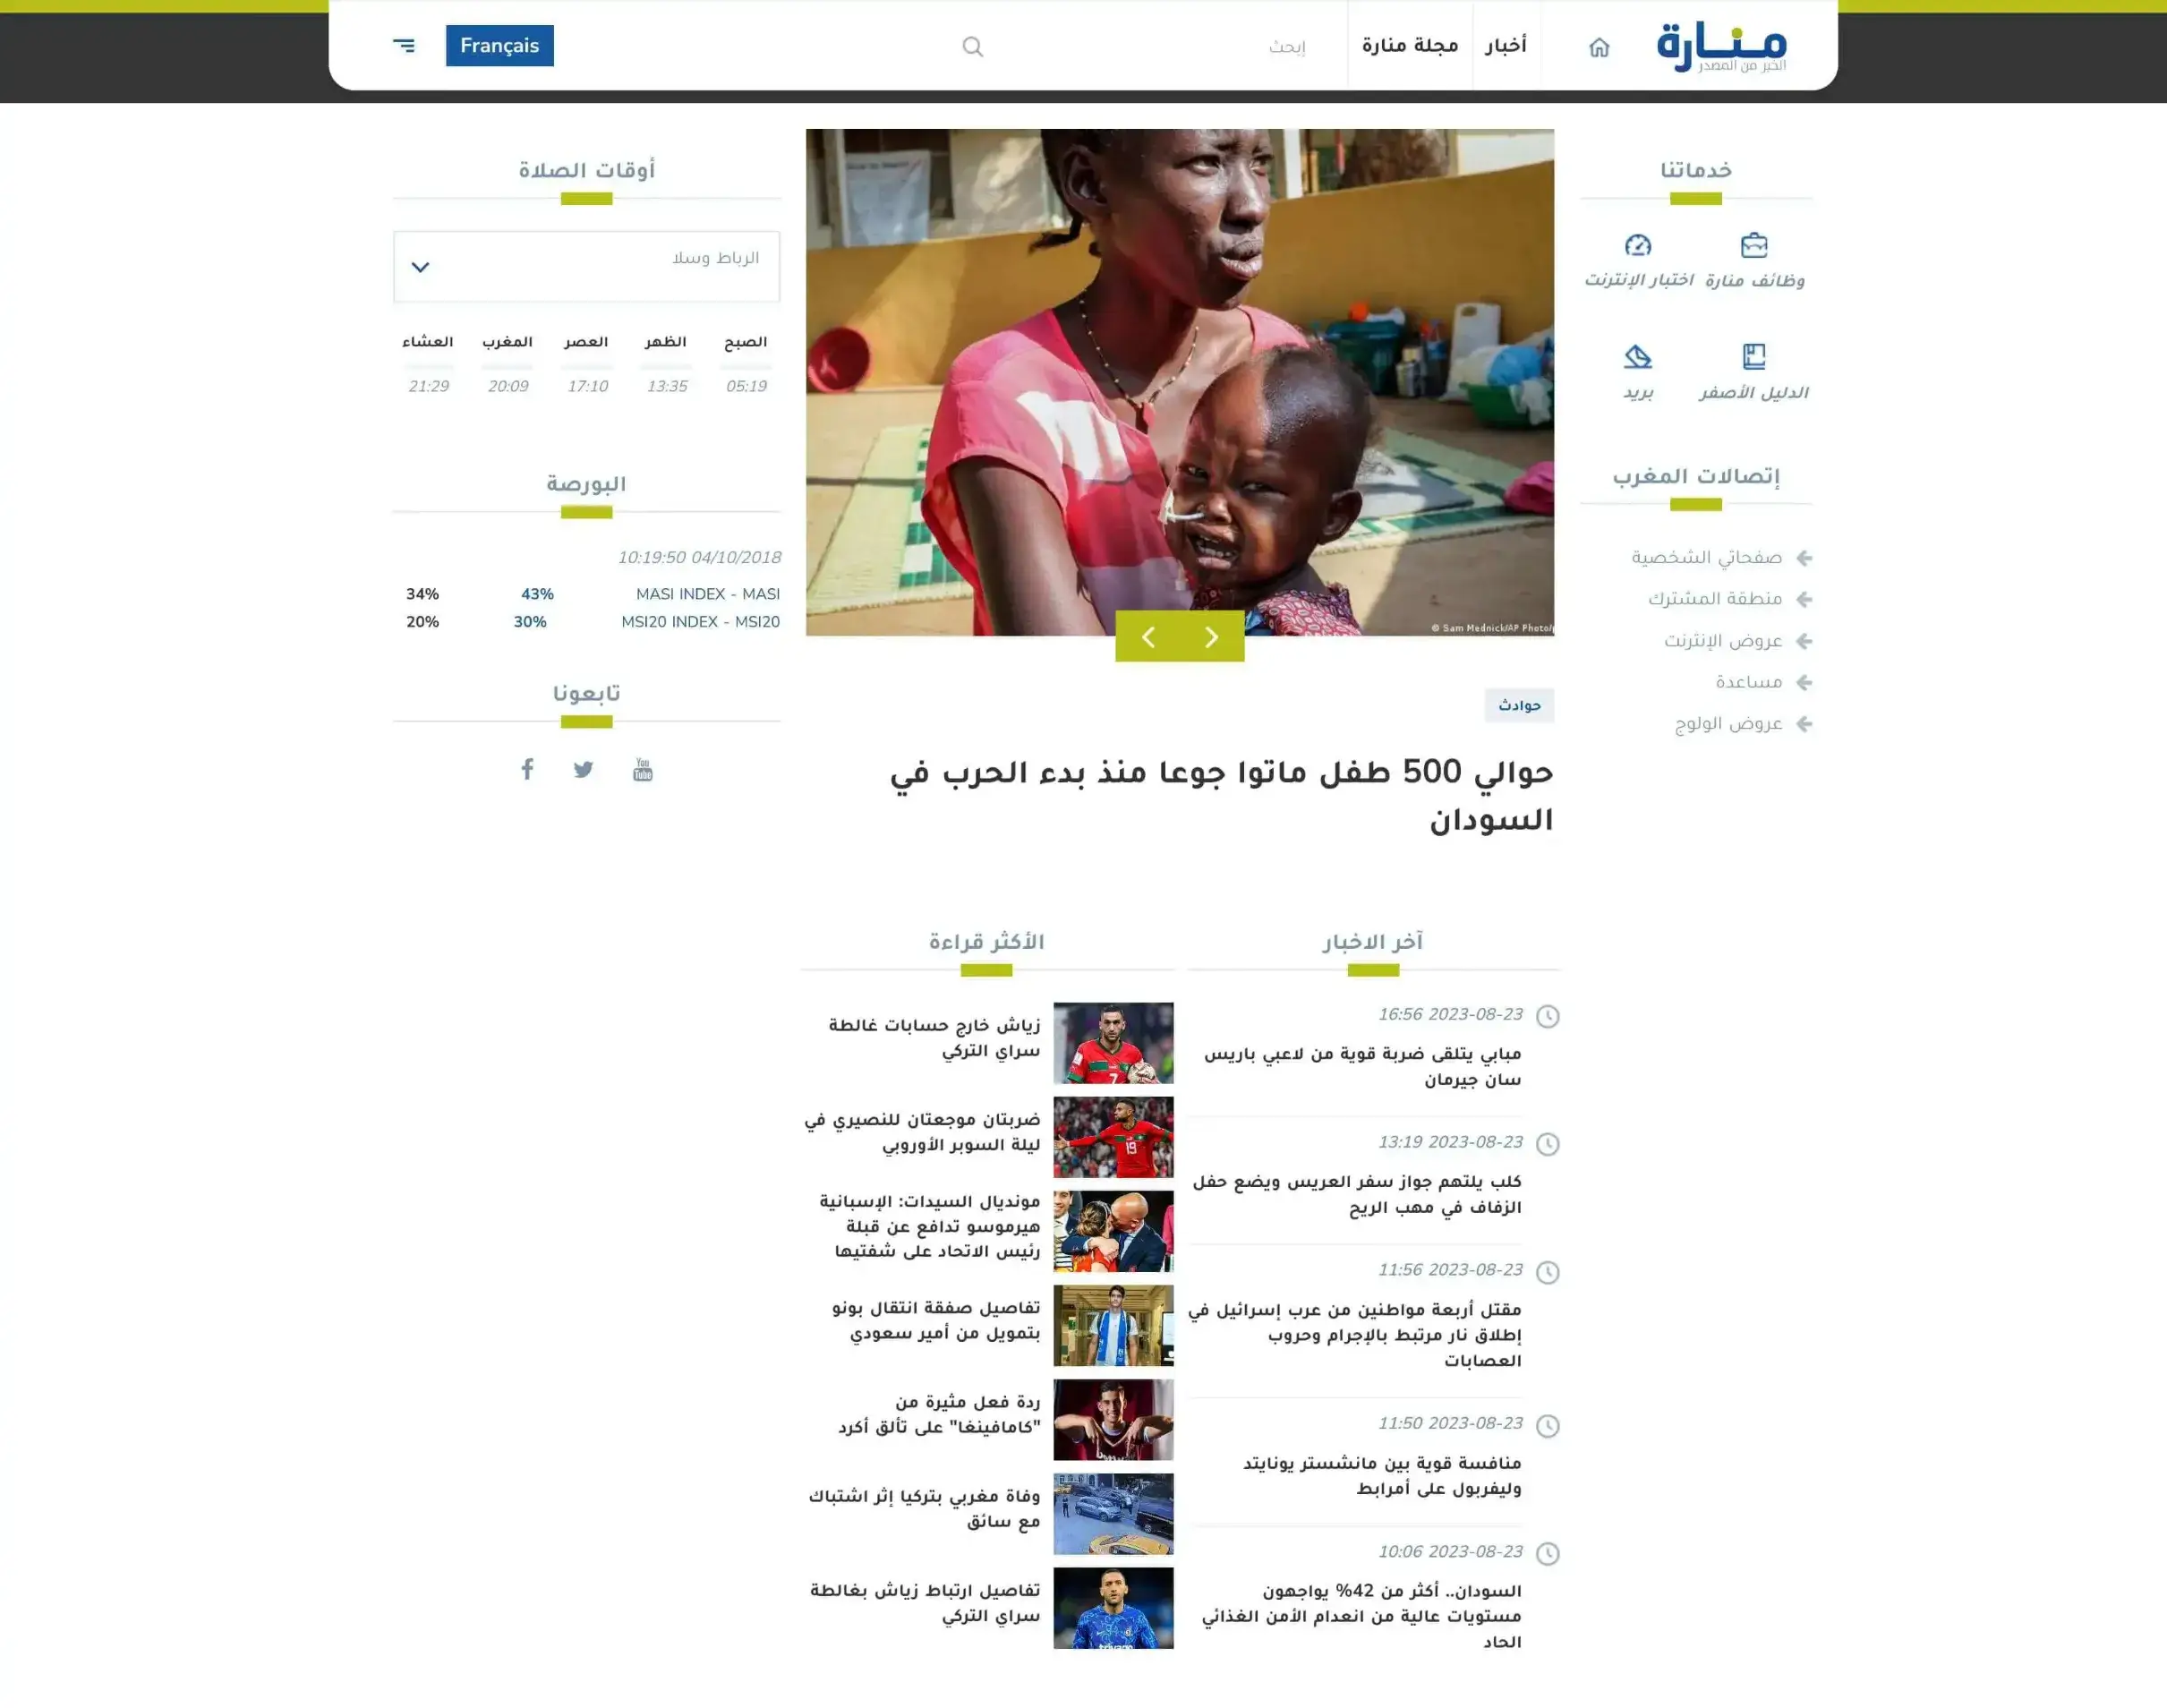 منارة
الخبر من المصدر
أخبار
مجلة منارة
إبحث
Français
خدماتنا
وظائف منارة
اختبار الإنترنت
الدليل الأصفر
بريد
إتصالات المغرب
صفحاتي الشخصية
منطقة المشترك
عروض الإنترنت
مساعدة
عروض الولوج
© Sam Mednick/AP Photo/p
حوادث
حوالي 500 طفل ماتوا جوعا منذ بدء الحرب في
السودان
أوقات الصلاة
الرباط وسلا
الصبح الظهر العصر المغرب العشاء
05:19 13:35 17:10 20:09 21:29
البورصة
10:19:50 04/10/2018
MASI INDEX - MASI 43% 34%
MSI20 INDEX - MSI20 30% 20%
تابعونا
You
Tube
آخر الاخبار
16:56 2023-08-23
مبابي يتلقى ضربة قوية من لاعبي باريس
سان جيرمان
13:19 2023-08-23
كلب يلتهم جواز سفر العريس ويضع حفل
الزفاف في مهب الريح
11:56 2023-08-23
مقتل أربعة مواطنين من عرب إسرائيل في
إطلاق نار مرتبط بالإجرام وحروب
العصابات
11:50 2023-08-23
منافسة قوية بين مانشستر يونايتد
وليفربول على أمرابط
10:06 2023-08-23
السودان.. أكثر من 42% يواجهون
مستويات عالية من انعدام الأمن الغذائي
الحاد
الأكثر قراءة
زياش خارج حسابات غالطة
سراي التركي
ضربتان موجعتان للنصيري في
ليلة السوبر الأوروبي
مونديال السيدات: الإسبانية
هيرموسو تدافع عن قبلة
رئيس الاتحاد على شفتيها
تفاصيل صفقة انتقال بونو
بتمويل من أمير سعودي
ردة فعل مثيرة من
"كامافينغا" على تألق أكرد
وفاة مغربي بتركيا إثر اشتباك
مع سائق
تفاصيل ارتباط زياش بغالطة
سراي التركي
7
19